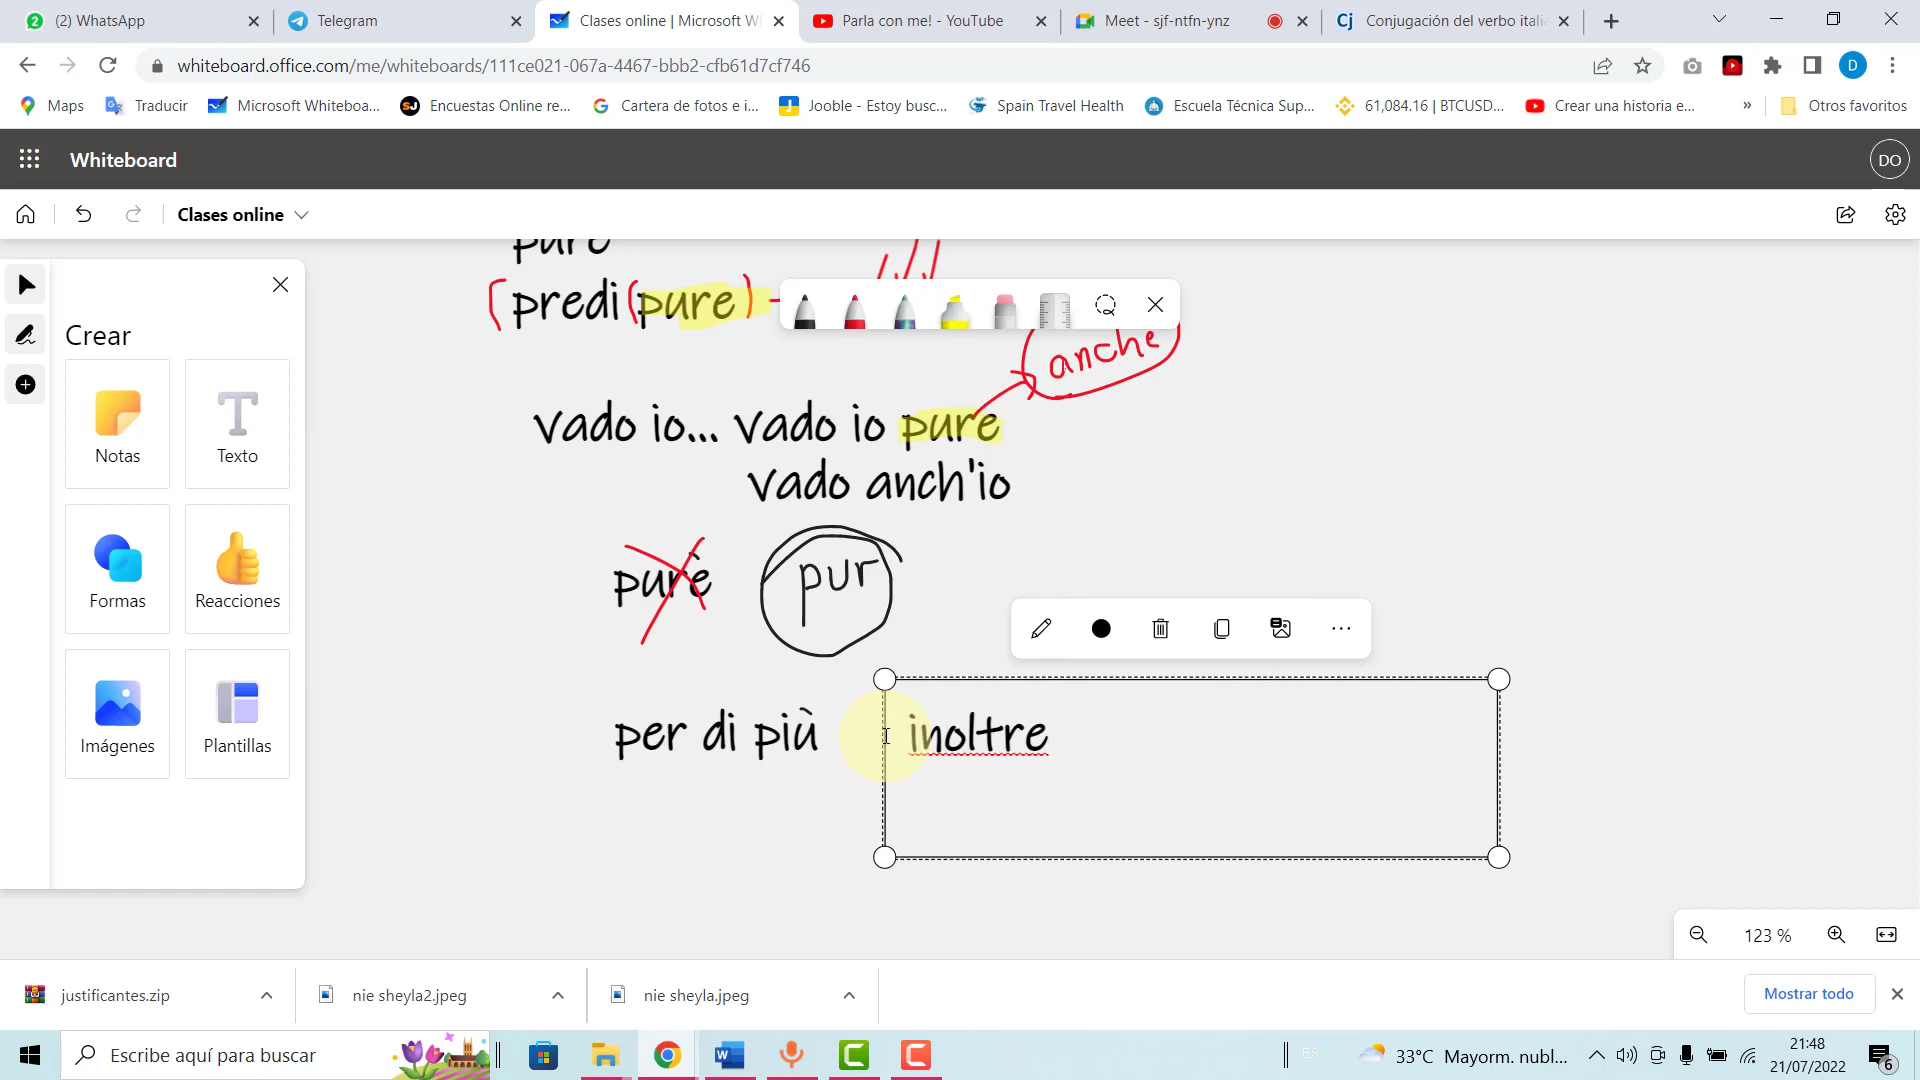 (2) WhatsApp
Telegram
Clases online | Microsoft W
Parla con me! - YouTube
Meet - sjf-ntfn-ynz
Cj Conjugación del verbo itali
whiteboard.office.com/me/whiteboards/111ce021-067a-4467-bbb2-cfb61d7cf746
D
Maps
Traducir
Microsoft Whiteboa...
Encuestas Online re...
Cartera de fotos e i...
Jooble - Estoy busc...
Spain Travel Health
Escuela Técnica Sup...
61,084.16 | BTCUSD...
Crear una historia e...
»
Otros favoritos
Whiteboard
DO
Clases online
pure
(predi (pure)
anche
vado io... vado io pure
vado anch'io
purè
pur
per di più
inoltre
Crear
Notas
Texto
Formas
Reacciones
Imágenes
Plantillas
123 %
justificantes.zip
nie sheyla2.jpeg
nie sheyla.jpeg
Mostrar todo
Escribe aquí para buscar
33°C Mayorm. nubl...
21:48
21/07/2022
6